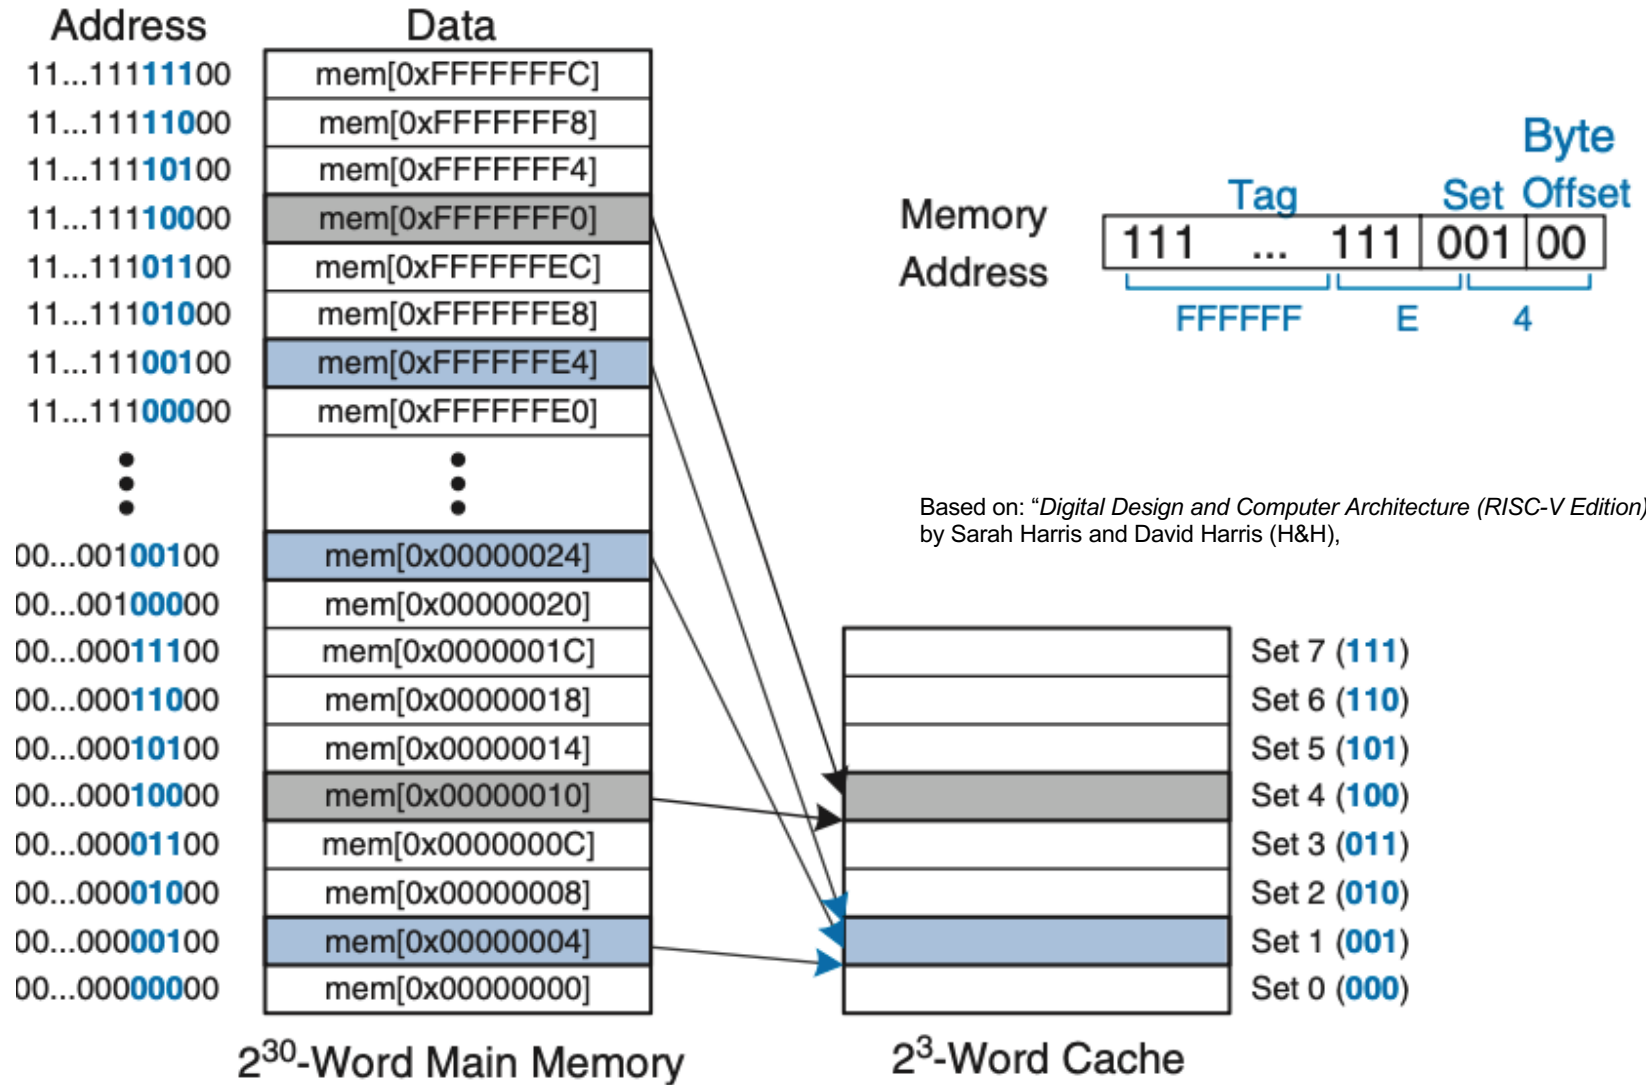 Address Data
11...11111100 mem[0xFFFFFFFC]
11...11111000 mem[0xFFFFFFF8]
11...11110100 mem[0xFFFFFFF4]
11...11110000 mem[0xFFFFFFF0]
11...11101100 mem[0xFFFFFFEC]
11...11101000 mem[0xFFFFFFE8]
11...11100100 mem[0xFFFFFFE4]
11...11100000 mem[0xFFFFFFE0]
00...00100100 mem[0x00000024]
00...00100000 mem[0x00000020]
00...00011100 mem[0x0000001C]
00...00011000 mem[0x00000018]
00...00010100 mem[0x00000014]
00...00010000 mem[0x00000010]
00...00001100 mem[0x0000000C]
00...00001000 mem[0x00000008]
00...00000100 mem[0x00000004]
00...00000000 mem[0x00000000]
2³⁰-Word Main Memory
Byte
Tag Set Offset
Memory
Address
111 ... 111 001 00
FFFFFF E 4
Based on: “Digital Design and Computer Architecture (RISC-V Edition)
by Sarah Harris and David Harris (H&H),
Set 7 (111)
Set 6 (110)
Set 5 (101)
Set 4 (100)
Set 3 (011)
Set 2 (010)
Set 1 (001)
Set 0 (000)
2³-Word Cache